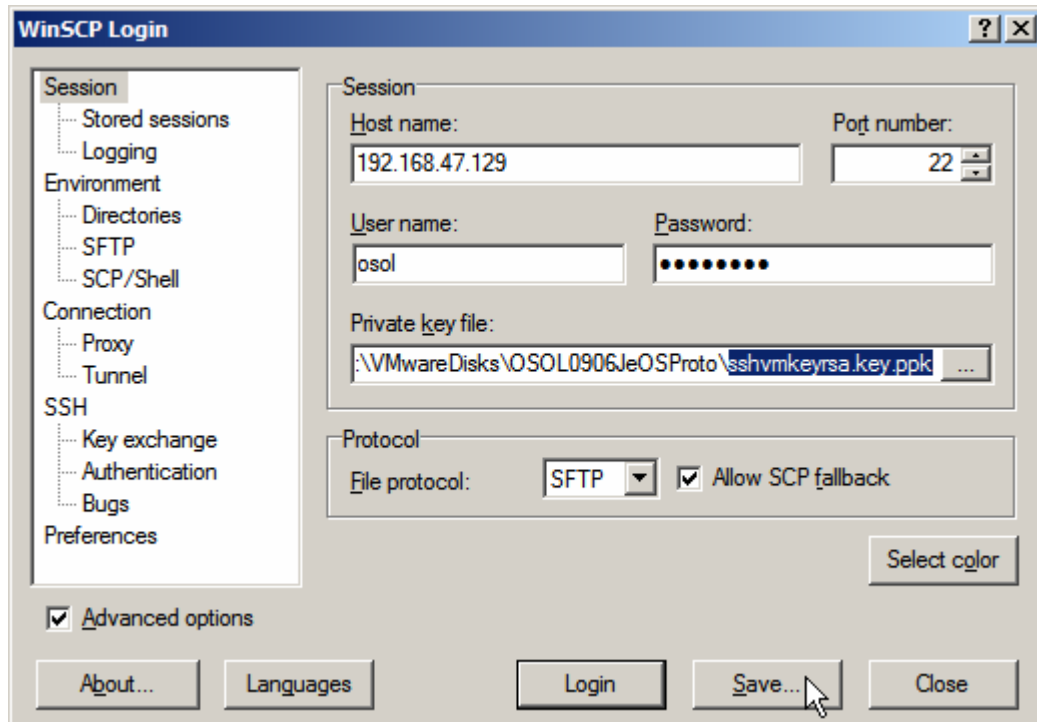 WinSCP Login
Session
Stored sessions
Logging
Environment
Directories
SFTP
SCP/Shell
Connection
Proxy
Tunnel
SSH
Key exchange
Authentication
Bugs
Preferences
Advanced options
Session
Host name:
Port number:
192.168.47.129
22
User name:
Password:
osol
●●●●●●●●
Private key file:
:\VMwareDisks\OSOL0906JeOSProto\sshvmkeyrsa.key.ppk
...
Protocol
File protocol:
SFTP
Allow SCP fallback
Select color
About...
Languages
Login
Save...
Close